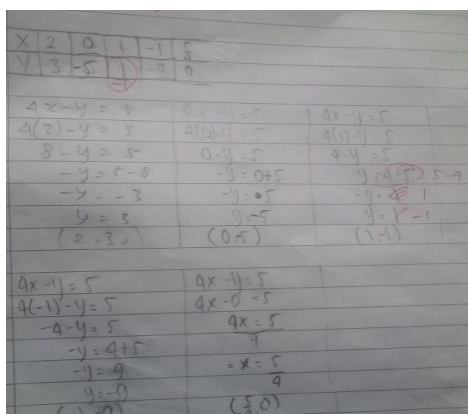 X 2 0 1 -1 5/4
Y 3 -5 -9 0
4x-y = 5 4x-y=5 4x-y=5
4(2)-y = 5 4(0)-y=5 4(1)-y=5
8-y = 5 0-y=5 4-y=5
-y = 5-8 -y=0+5 -y=4-5 5-4
-y = -3 -y=5 -y= 1
y = 3 y=-5 y= -1
(2,3) (0-5) (1-1)
4x-y=5 4x-y=5
4(-1)-y=5 4x-0=5
-4-y=5 4x=5
-y=4+5 4
-y=9 x=5
y=-9 4
(5/4 0)